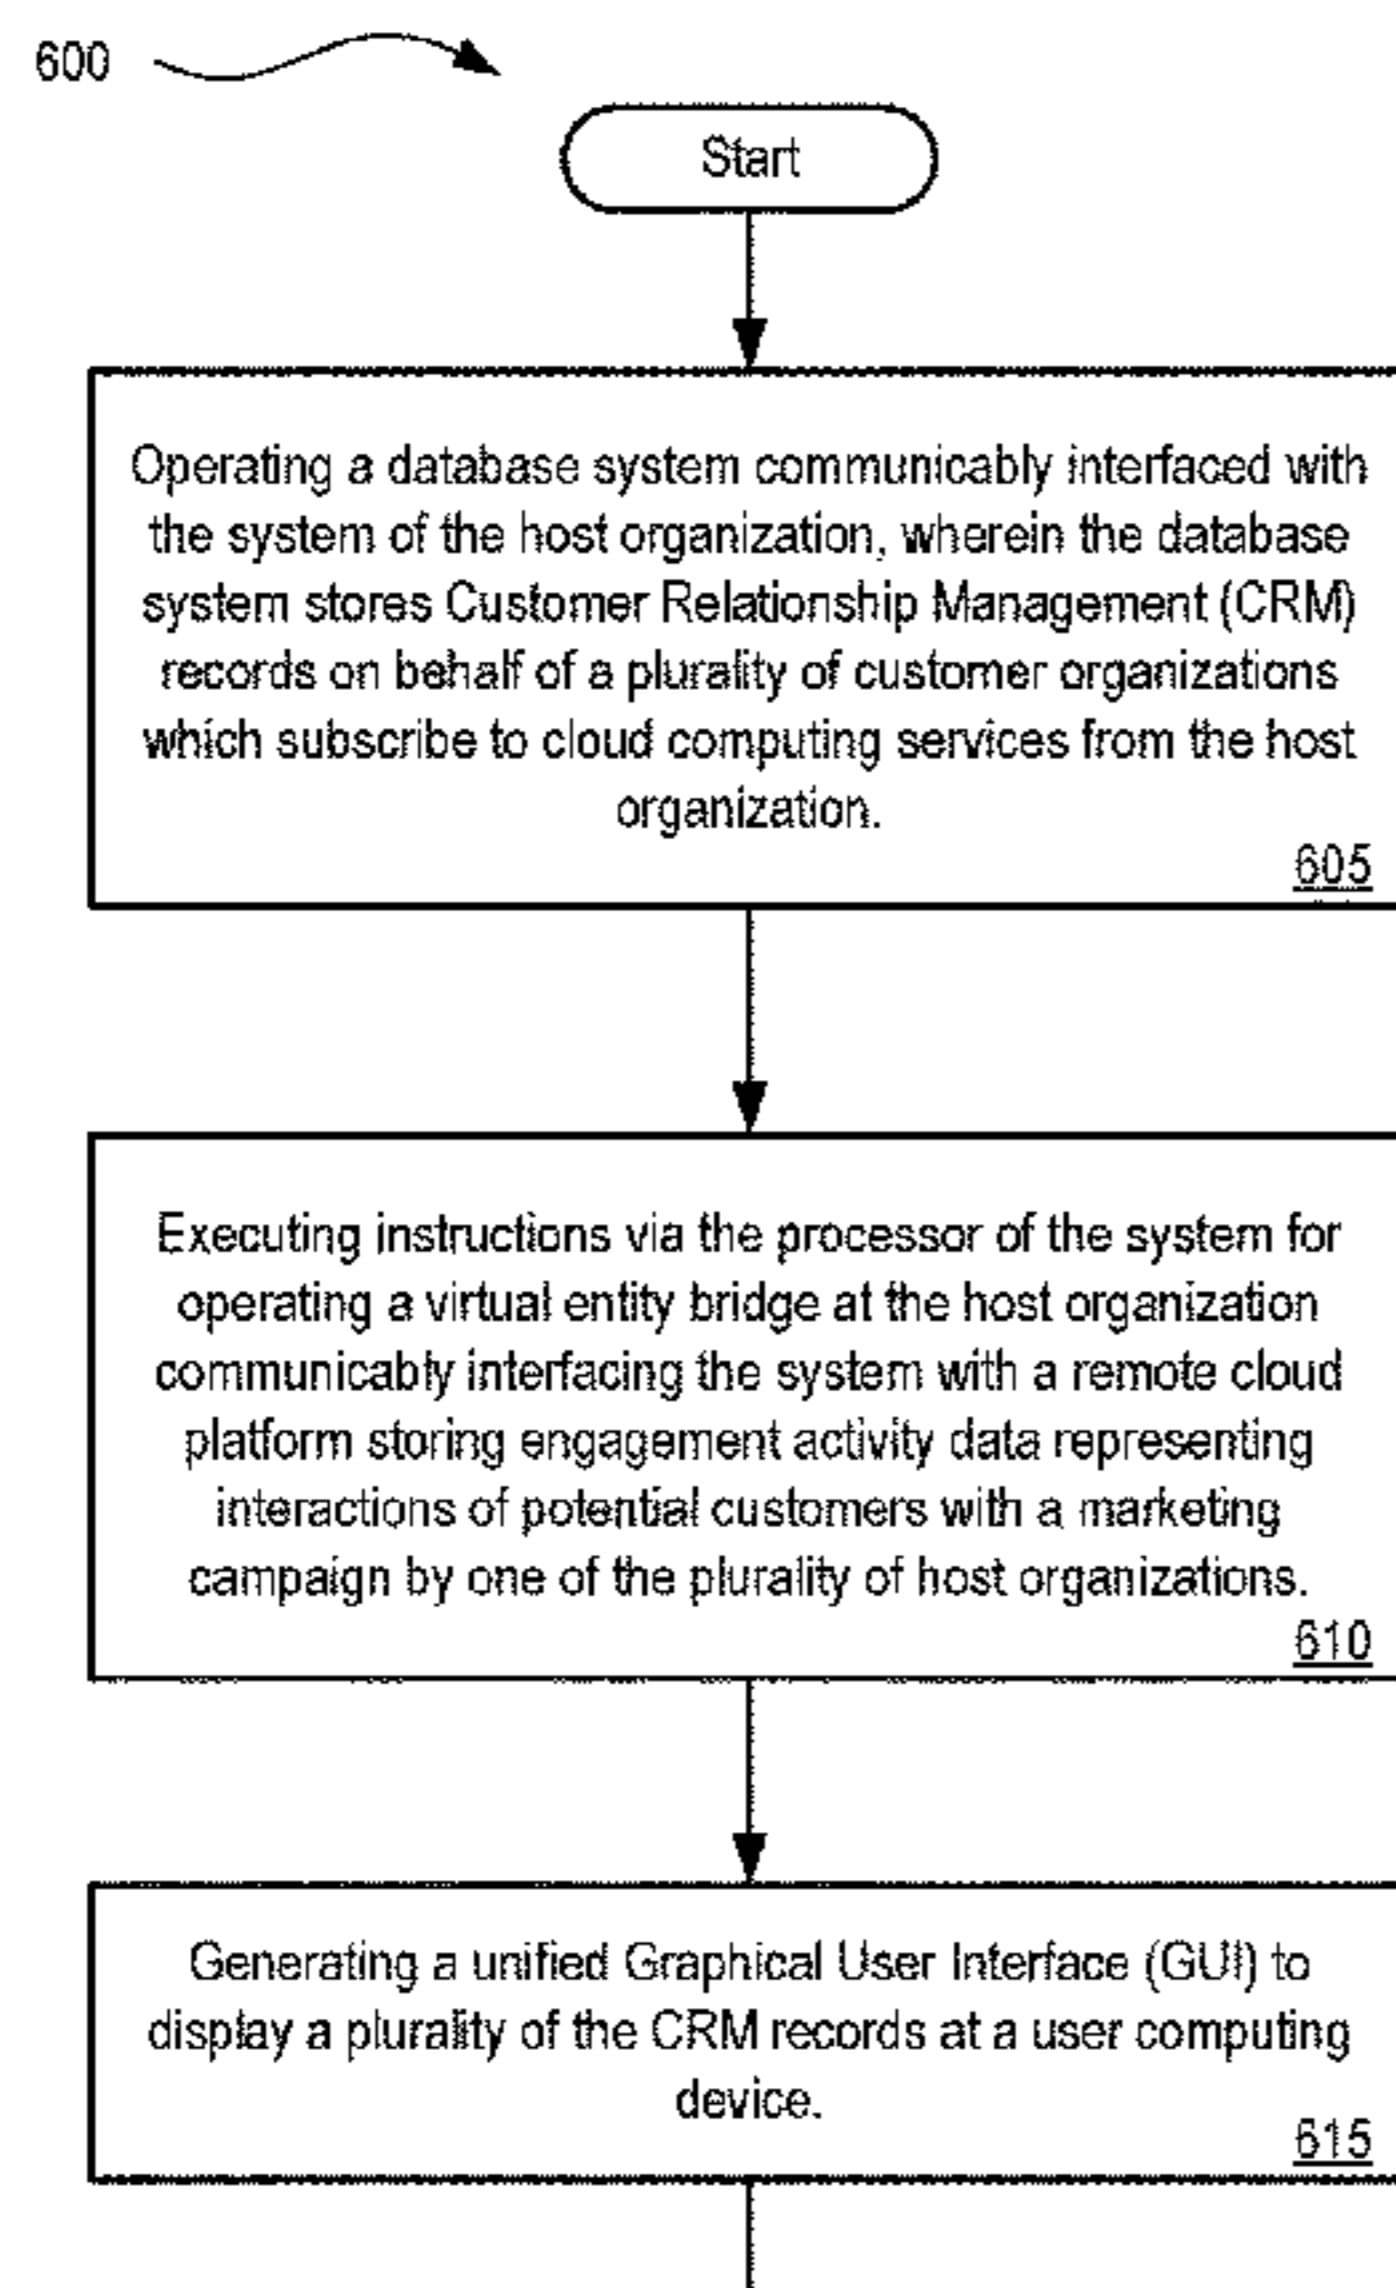 600
Start
Operating a database system communicably interfaced with
the system of the host organization, wherein the database
system stores Customer Relationship Management (CRM)
records on behalf of a plurality of customer organizations
which subscribe to cloud computing services from the host
organization.
605
Executing instructions via the processor of the system for
operating a virtual entity bridge at the host organization
communicably interfacing the system with a remote cloud
platform storing engagement activity data representing
interactions of potential customers with a marketing
campaign by one of the plurality of host organizations.
610
Generating a unified Graphical User Interface (GUI) to
display a plurality of the CRM records at a user computing
device.
615